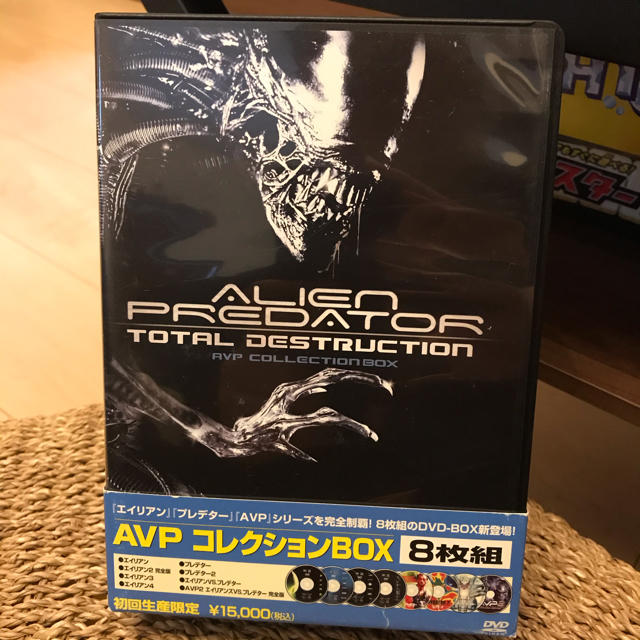 ALIEN
PREDATOR
TOTAL DESTRUCTION
AVP COLLECTION BOX
『エイリアン』『プレデター』『AVP』シリーズを完全制覇! 8枚組のDVD-BOX新登場!
AVP コレクションBOX 8枚組
●エイリアン
●エイリアン2 完全版
●エイリアン3
●エイリアン4
●プレデター
●プレデター2
●エイリアンVS.プレデター
●AVP2 エイリアンズVS.プレデター 完全版
初回生産限定 ¥15,000(税込)
DVD
スター